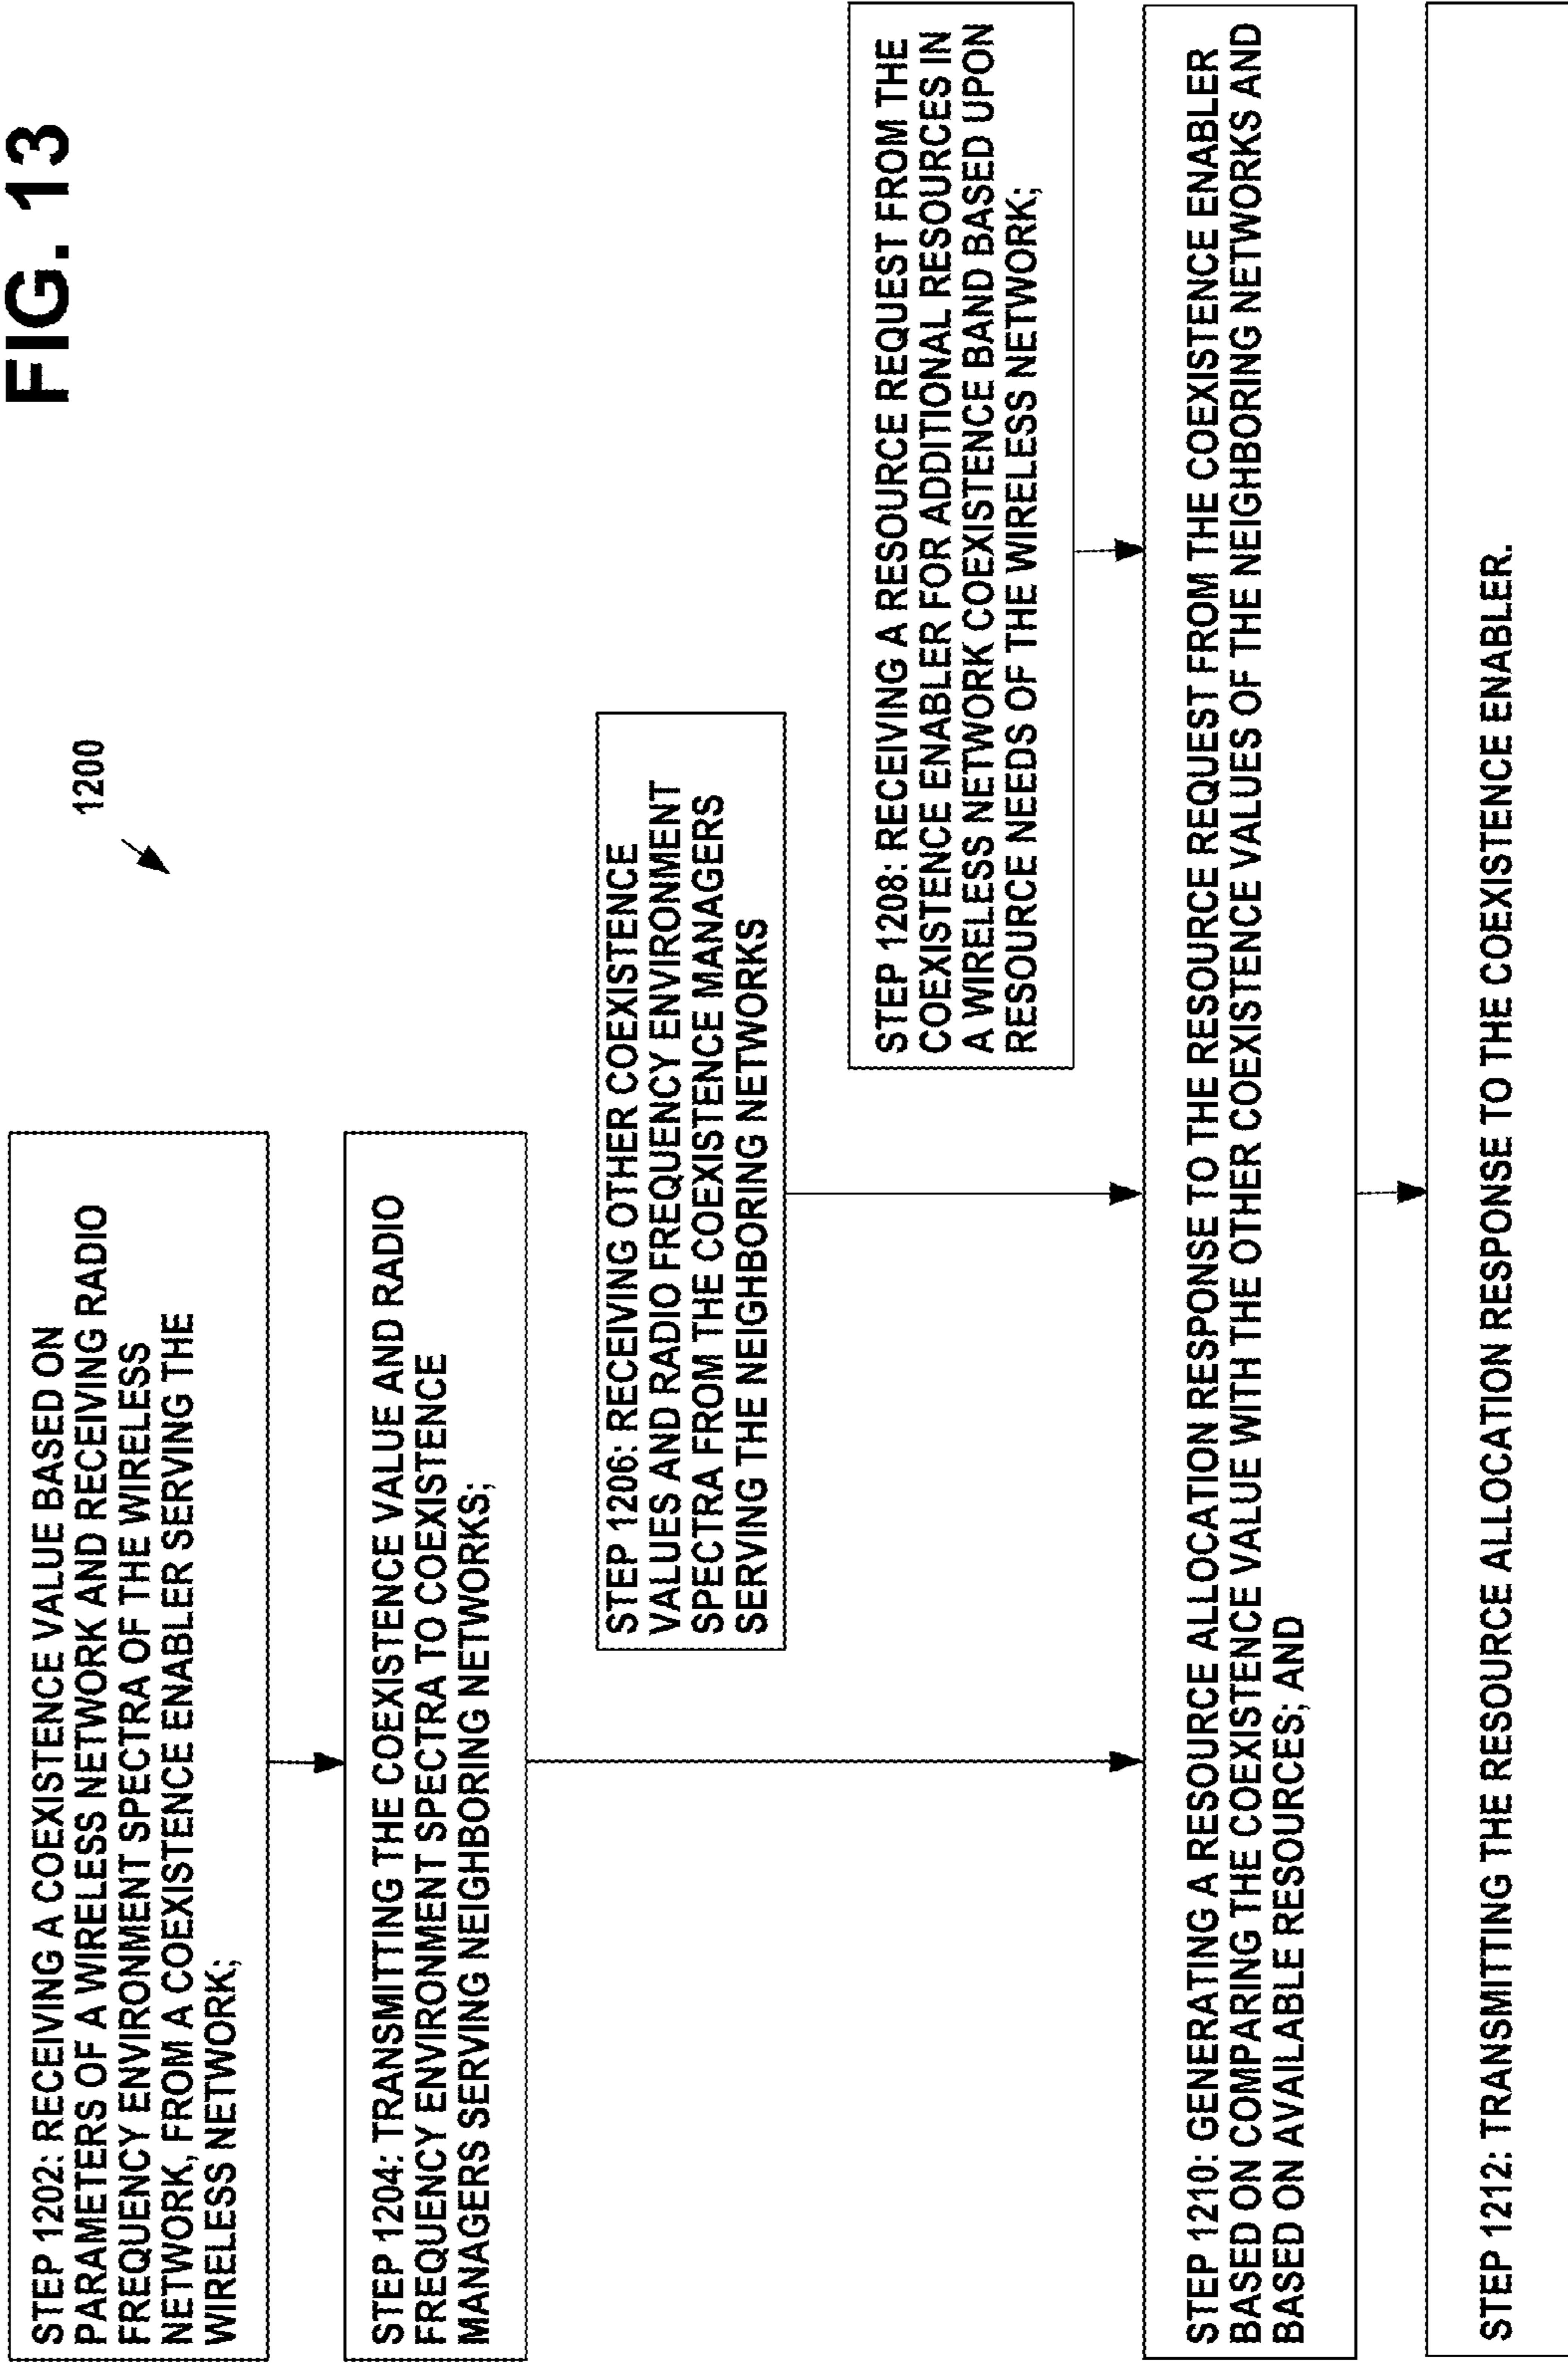 FIG. 13
1200
STEP 1202: RECEIVING A COEXISTENCE VALUE BASED ON
PARAMETERS OF A WIRELESS NETWORK AND RECEIVING RADIO
FREQUENCY ENVIRONMENT SPECTRA OF THE WIRELESS
NETWORK, FROM A COEXISTENCE ENABLER SERVING THE
WIRELESS NETWORK;
STEP 1204: TRANSMITTING THE COEXISTENCE VALUE AND RADIO
FREQUENCY ENVIRONMENT SPECTRA TO COEXISTENCE
MANAGERS SERVING NEIGHBORING NETWORKS;
STEP 1206: RECEIVING OTHER COEXISTENCE
VALUES AND RADIO FREQUENCY ENVIRONMENT
SPECTRA FROM THE COEXISTENCE MANAGERS
SERVING THE NEIGHBORING NETWORKS
STEP 1208: RECEIVING A RESOURCE REQUEST FROM THE
COEXISTENCE ENABLER FOR ADDITIONAL RESOURCES IN
A WIRELESS NETWORK COEXISTENCE BAND BASED UPON
RESOURCE NEEDS OF THE WIRELESS NETWORK;
STEP 1210: GENERATING A RESOURCE ALLOCATION RESPONSE TO THE RESOURCE REQUEST FROM THE COEXISTENCE ENABLER
BASED ON COMPARING THE COEXISTENCE VALUE WITH THE OTHER COEXISTENCE VALUES OF THE NEIGHBORING NETWORKS AND
BASED ON AVAILABLE RESOURCES; AND
STEP 1212: TRANSMITTING THE RESOURCE ALLOCATION RESPONSE TO THE COEXISTENCE ENABLER.